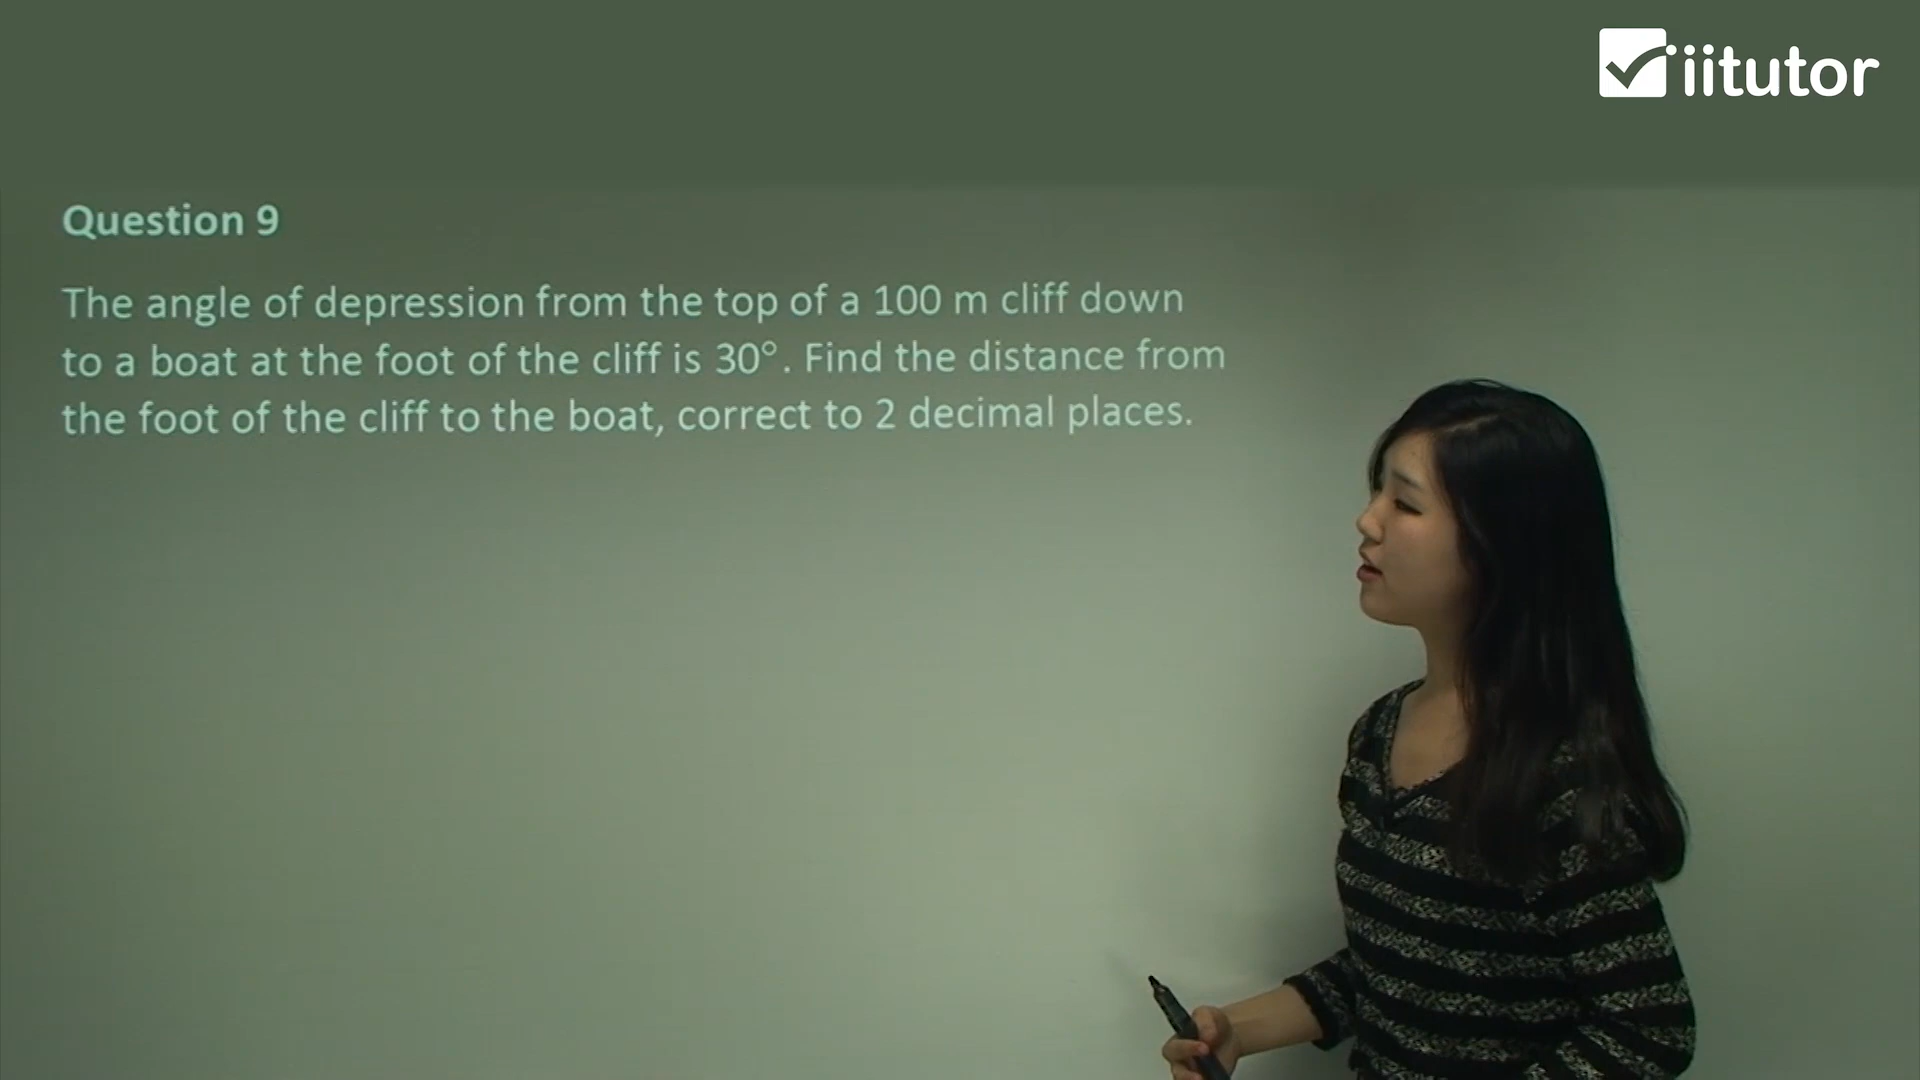 iitutor
Question 9
The angle of depression from the top of a 100 m cliff down
to a boat at the foot of the cliff is 30°. Find the distance from
the foot of the cliff to the boat, correct to 2 decimal places.